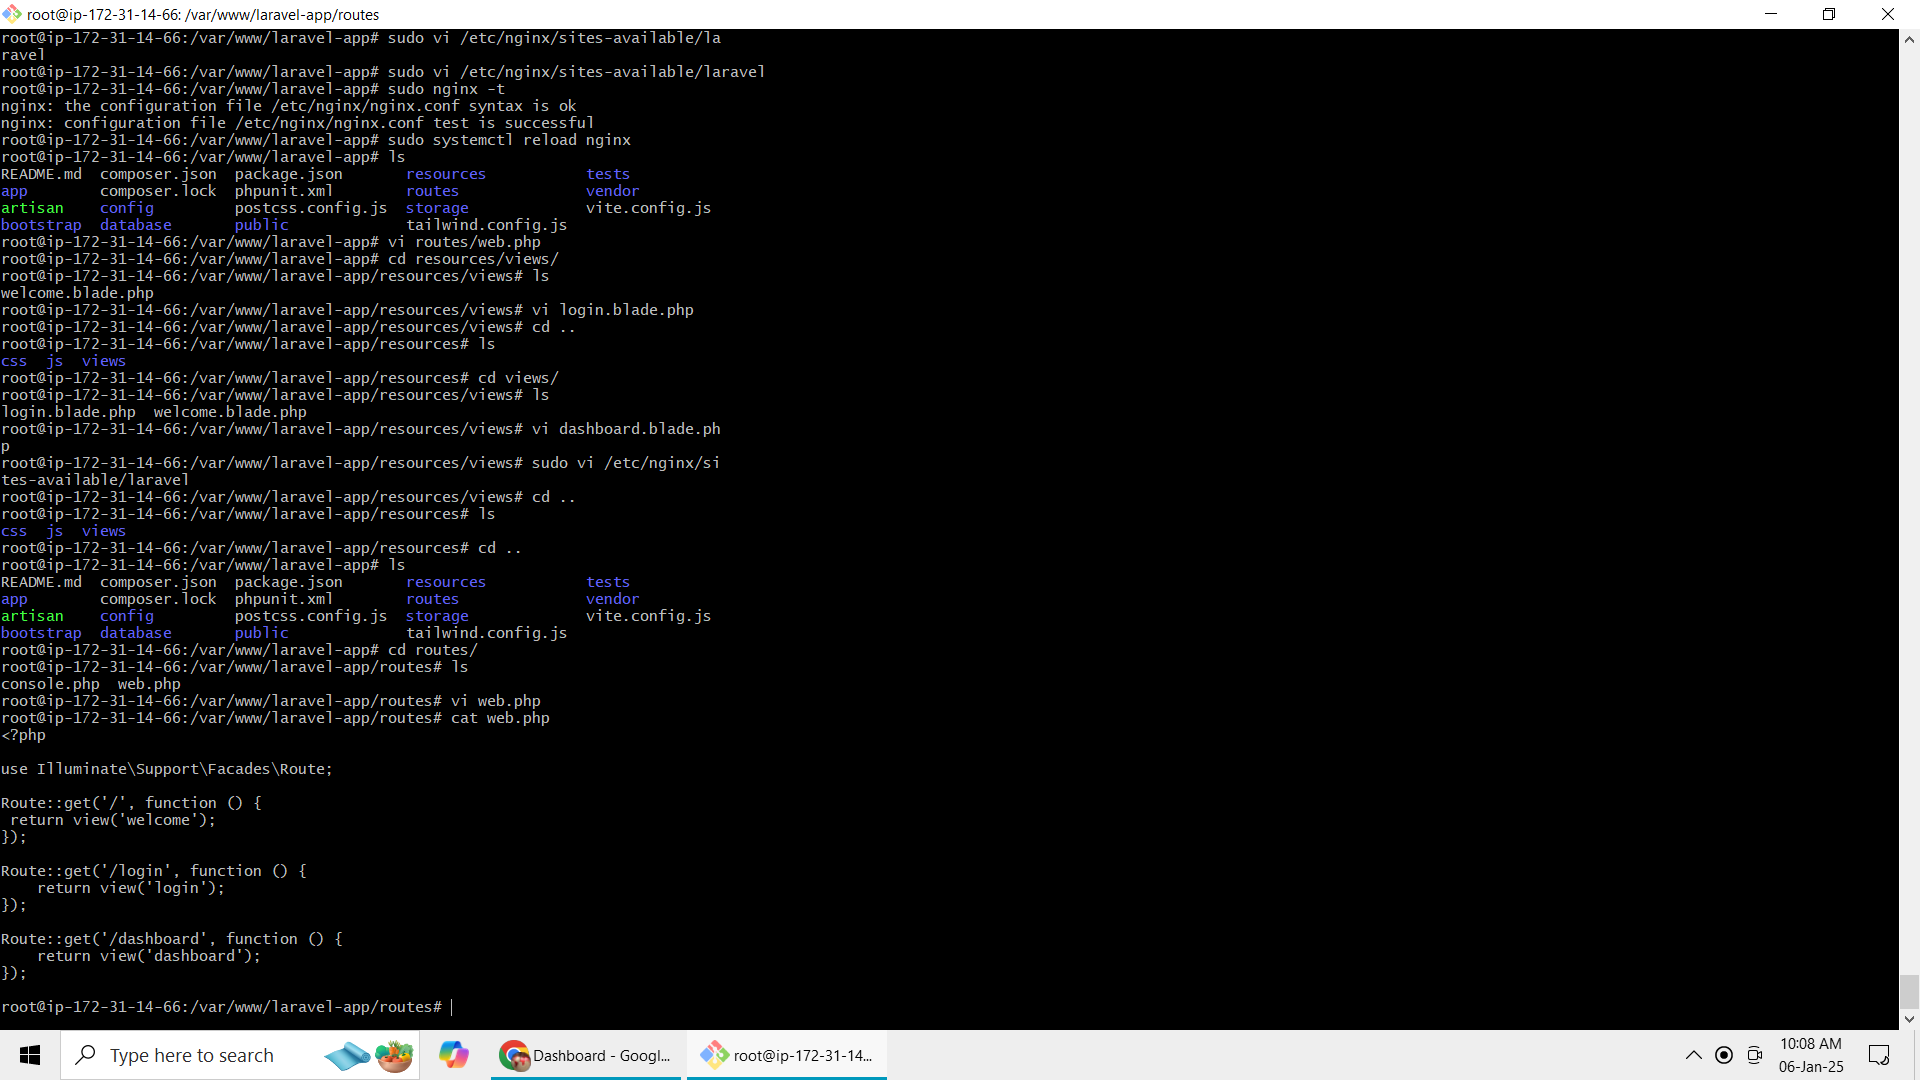 root@ip-172-31-14-66: /var/www/laravel-app/routes
root@ip-172-31-14-66:/var/www/laravel-app# sudo vi /etc/nginx/sites-available/la
ravel
root@ip-172-31-14-66:/var/www/laravel-app# sudo vi /etc/nginx/sites-available/laravel
root@ip-172-31-14-66:/var/www/laravel-app# sudo nginx -t
nginx: the configuration file /etc/nginx/nginx.conf syntax is ok
nginx: configuration file /etc/nginx/nginx.conf test is successful
root@ip-172-31-14-66:/var/www/laravel-app# sudo systemctl reload nginx
root@ip-172-31-14-66:/var/www/laravel-app# ls
README.md  composer.json  package.json       resources           tests
app        composer.lock  phpunit.xml        routes              vendor
artisan    config         postcss.config.js  storage             vite.config.js
bootstrap  database       public             tailwind.config.js
root@ip-172-31-14-66:/var/www/laravel-app# vi routes/web.php
root@ip-172-31-14-66:/var/www/laravel-app# cd resources/views/
root@ip-172-31-14-66:/var/www/laravel-app/resources/views# ls
welcome.blade.php
root@ip-172-31-14-66:/var/www/laravel-app/resources/views# vi login.blade.php
root@ip-172-31-14-66:/var/www/laravel-app/resources/views# cd ..
root@ip-172-31-14-66:/var/www/laravel-app/resources# ls
css  js  views
root@ip-172-31-14-66:/var/www/laravel-app/resources# cd views/
root@ip-172-31-14-66:/var/www/laravel-app/resources/views# ls
login.blade.php  welcome.blade.php
root@ip-172-31-14-66:/var/www/laravel-app/resources/views# vi dashboard.blade.ph
p
root@ip-172-31-14-66:/var/www/laravel-app/resources/views# sudo vi /etc/nginx/si
tes-available/laravel
root@ip-172-31-14-66:/var/www/laravel-app/resources/views# cd ..
root@ip-172-31-14-66:/var/www/laravel-app/resources# ls
css  js  views
root@ip-172-31-14-66:/var/www/laravel-app/resources# cd ..
root@ip-172-31-14-66:/var/www/laravel-app# ls
README.md  composer.json  package.json       resources           tests
app        composer.lock  phpunit.xml        routes              vendor
artisan    config         postcss.config.js  storage             vite.config.js
bootstrap  database       public             tailwind.config.js
root@ip-172-31-14-66:/var/www/laravel-app# cd routes/
root@ip-172-31-14-66:/var/www/laravel-app/routes# ls
console.php  web.php
root@ip-172-31-14-66:/var/www/laravel-app/routes# vi web.php
root@ip-172-31-14-66:/var/www/laravel-app/routes# cat web.php
<?php
use Illuminate\Support\Facades\Route;
Route::get('/', function () {
 return view('welcome');
});
Route::get('/login', function () {
    return view('login');
});
Route::get('/dashboard', function () {
    return view('dashboard');
});
root@ip-172-31-14-66:/var/www/laravel-app/routes#
Type here to search
Dashboard - Googl...
root@ip-172-31-14...
10:08 AM
06-Jan-25